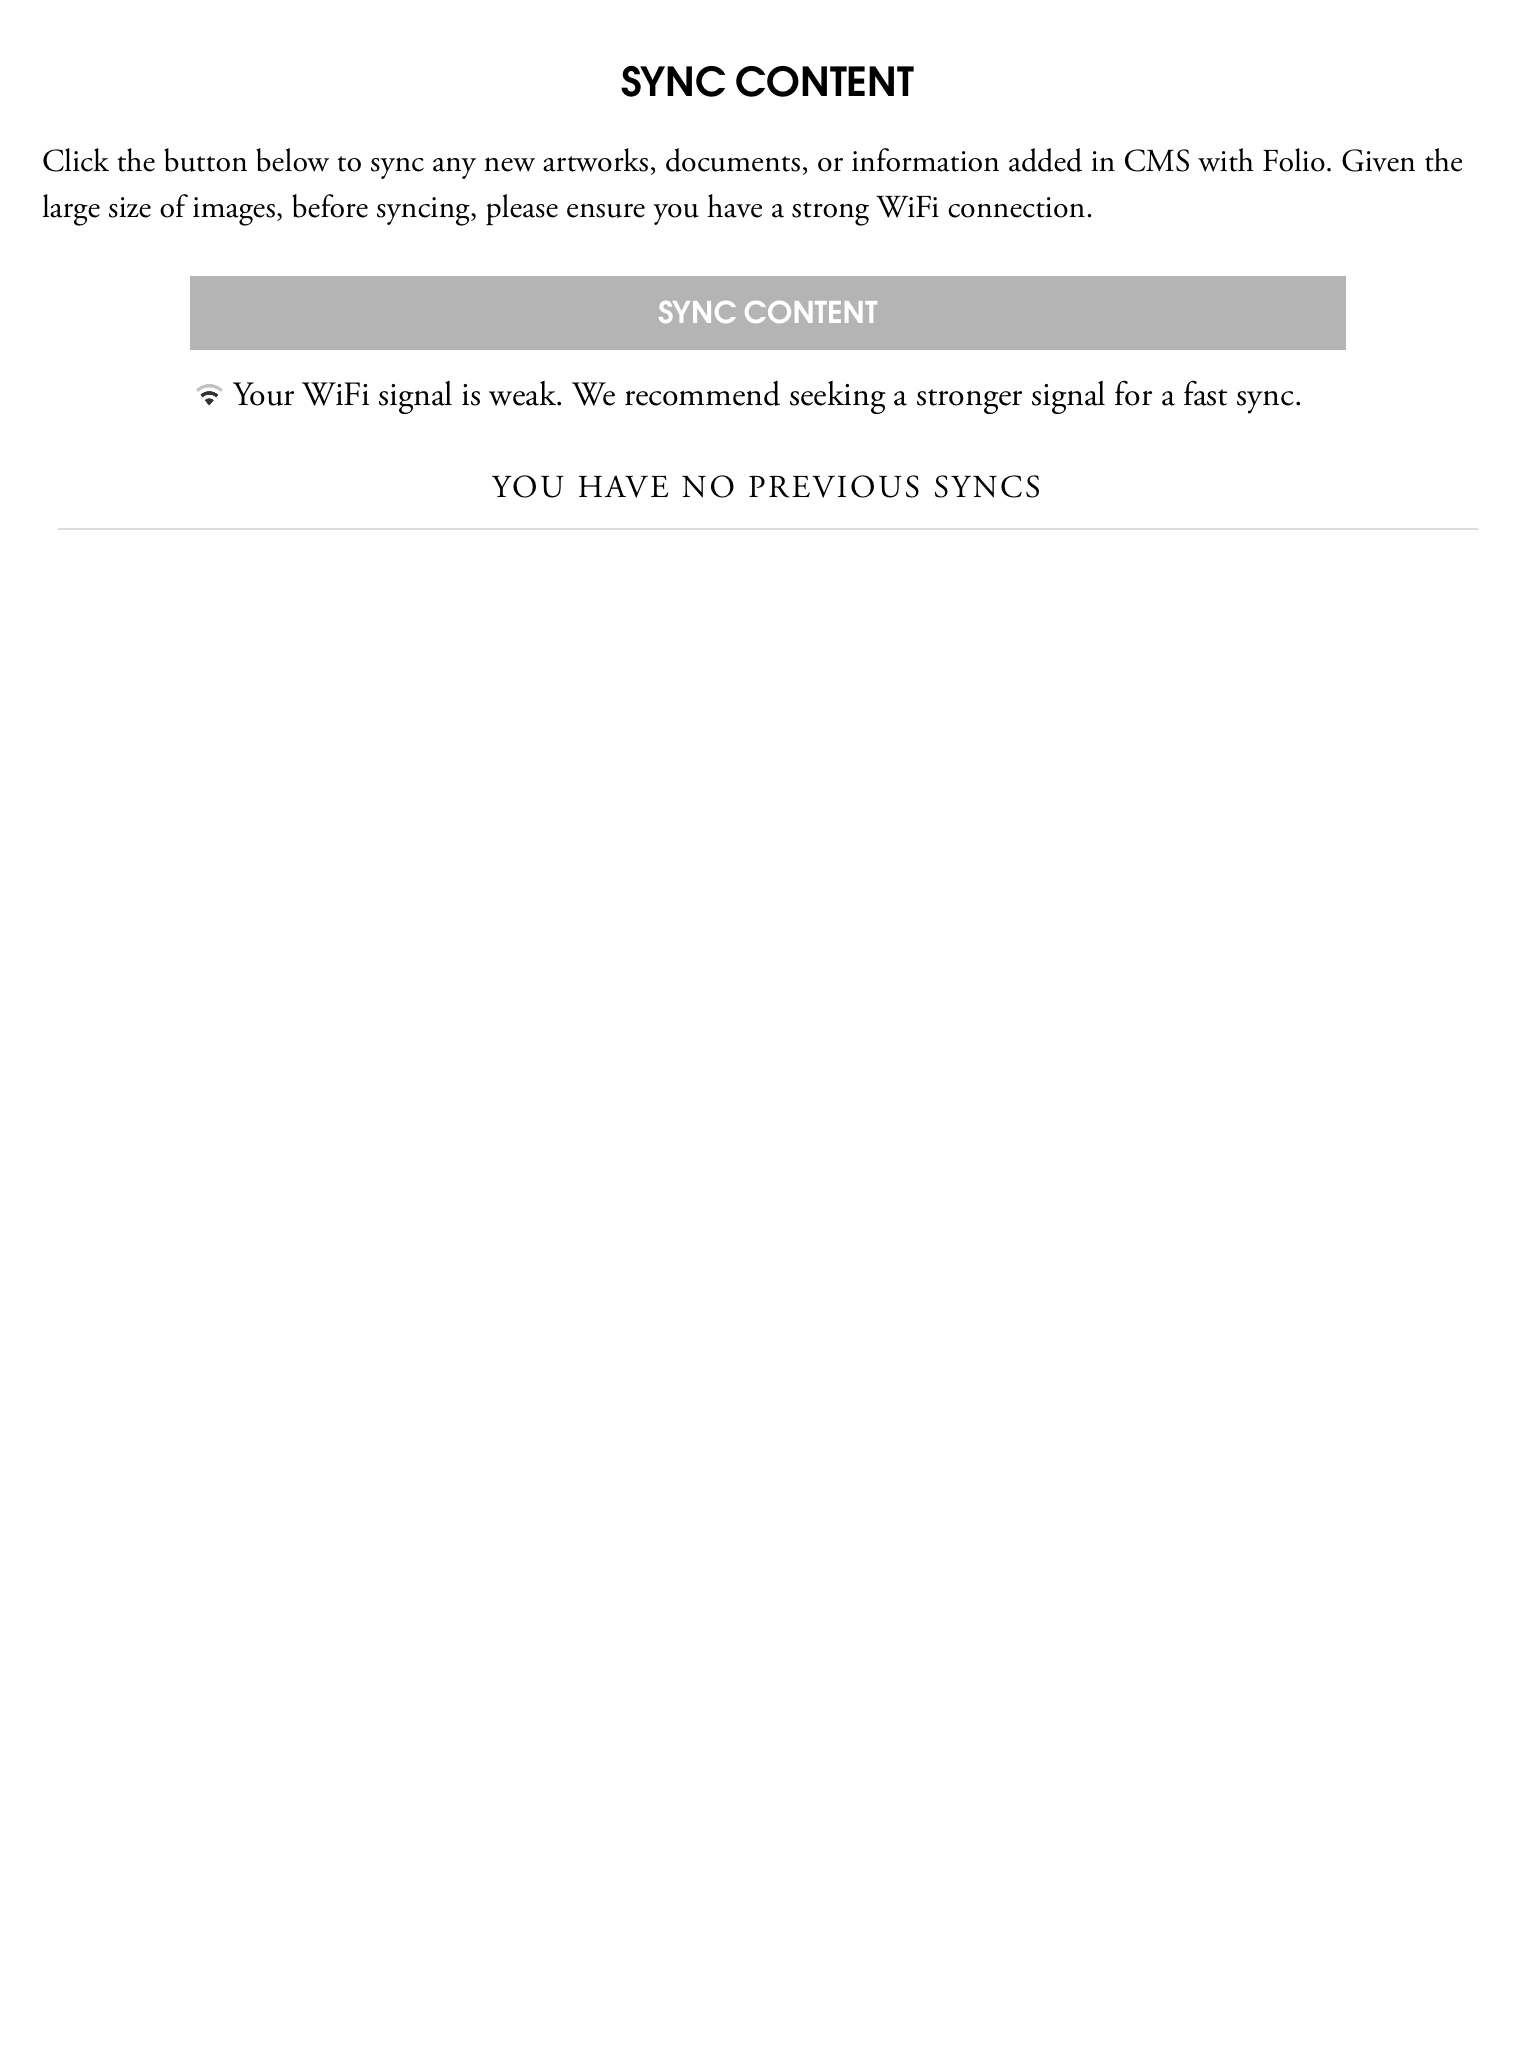 SYNC CONTENT
Click the button below to sync any new artworks, documents, or information added in CMS with Folio. Given the
large size of images, before syncing, please ensure you have a strong WiFi connection.
SYNC CONTENT
Your WiFi signal is weak. We recommend seeking a stronger signal for a fast sync.
YOU HAVE NO PREVIOUS SYNCS